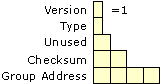 Version =1
Type
Unused
Checksum
Group Address